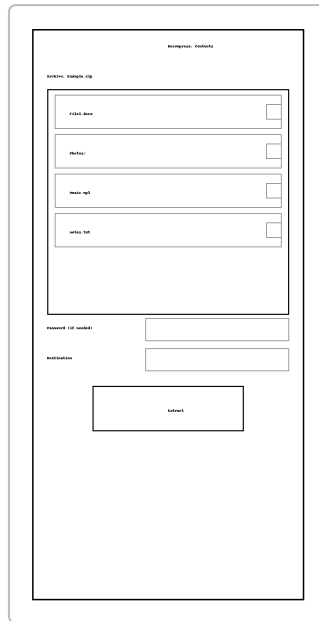 Decompress: Contents
Archive: Example.zip
File1.docx
Photos/
Music.mp3
notes.txt
Password (if needed)
Destination
Extract